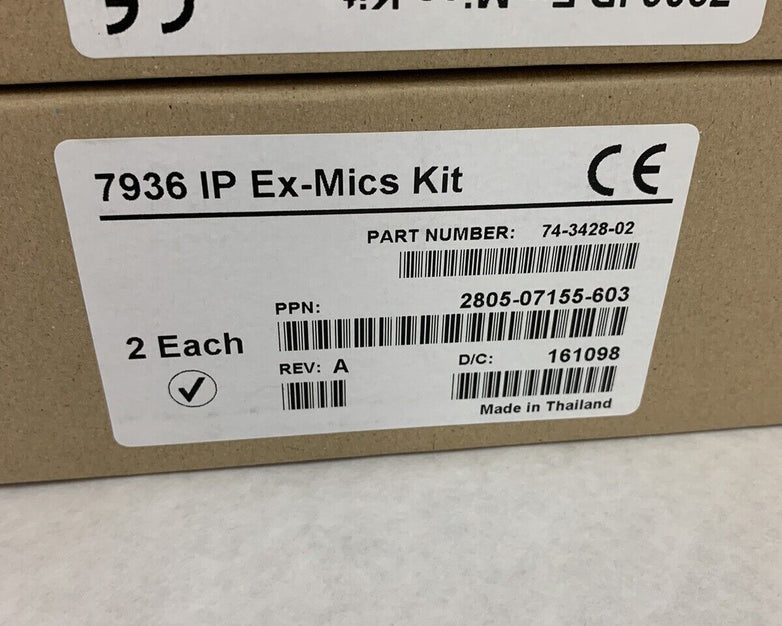 7936 IP Ex-Mics Kit
CE
PART NUMBER: 74-3428-02
PPN: 2805-07155-603
2 Each
REV: A
D/C: 161098
Made in Thailand